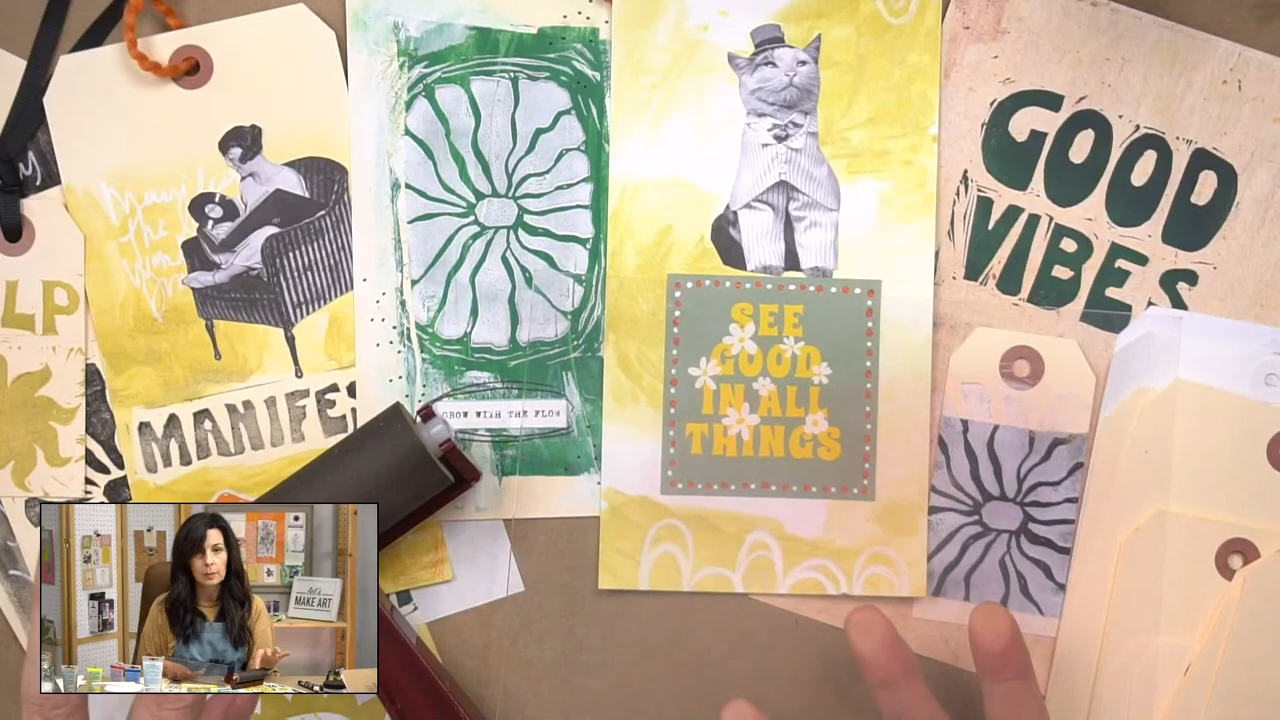 LP
MANIFES
GROW WITH THE FLOW
SEE
GOOD
IN ALL
THINGS
GOOD
VIBES
let's
MAKE ART